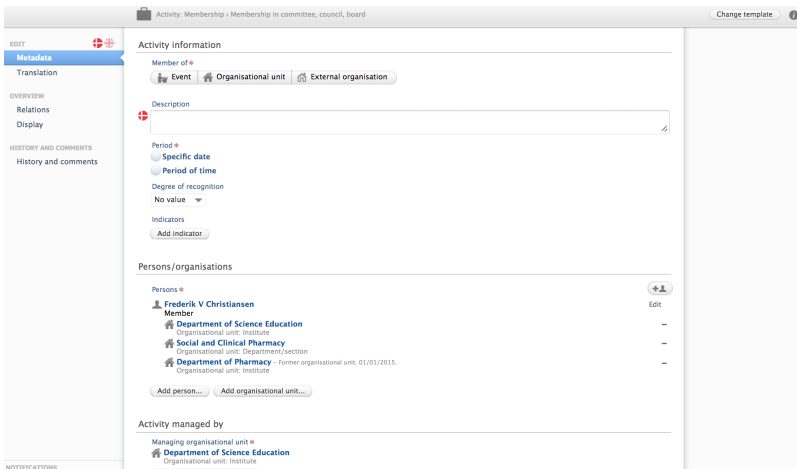 Activity: Membership › Membership in committee, council, board
Change template
EDIT
Metadata
Translation
OVERVIEW
Relations
Display
HISTORY AND COMMENTS
History and comments
NOTIFICATIONS
Activity information
Member of *
Event
Organisational unit
External organisation
Description
Period *
Specific date
Period of time
Degree of recognition
No value
Indicators
Add indicator
Persons/organisations
Persons *
Frederik V Christiansen
Edit
Member
Department of Science Education
Organisational unit: Institute
Social and Clinical Pharmacy
Organisational unit: Department/section
Department of Pharmacy – Former organisational unit. 01/01/2015.
Organisational unit: Institute
Add person...
Add organisational unit...
Activity managed by
Managing organisational unit *
Department of Science Education
Organisational unit: Institute